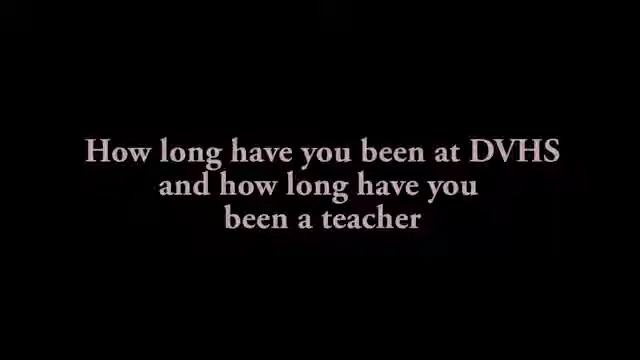 How long have you been at DVHS
and how long have you
been a teacher